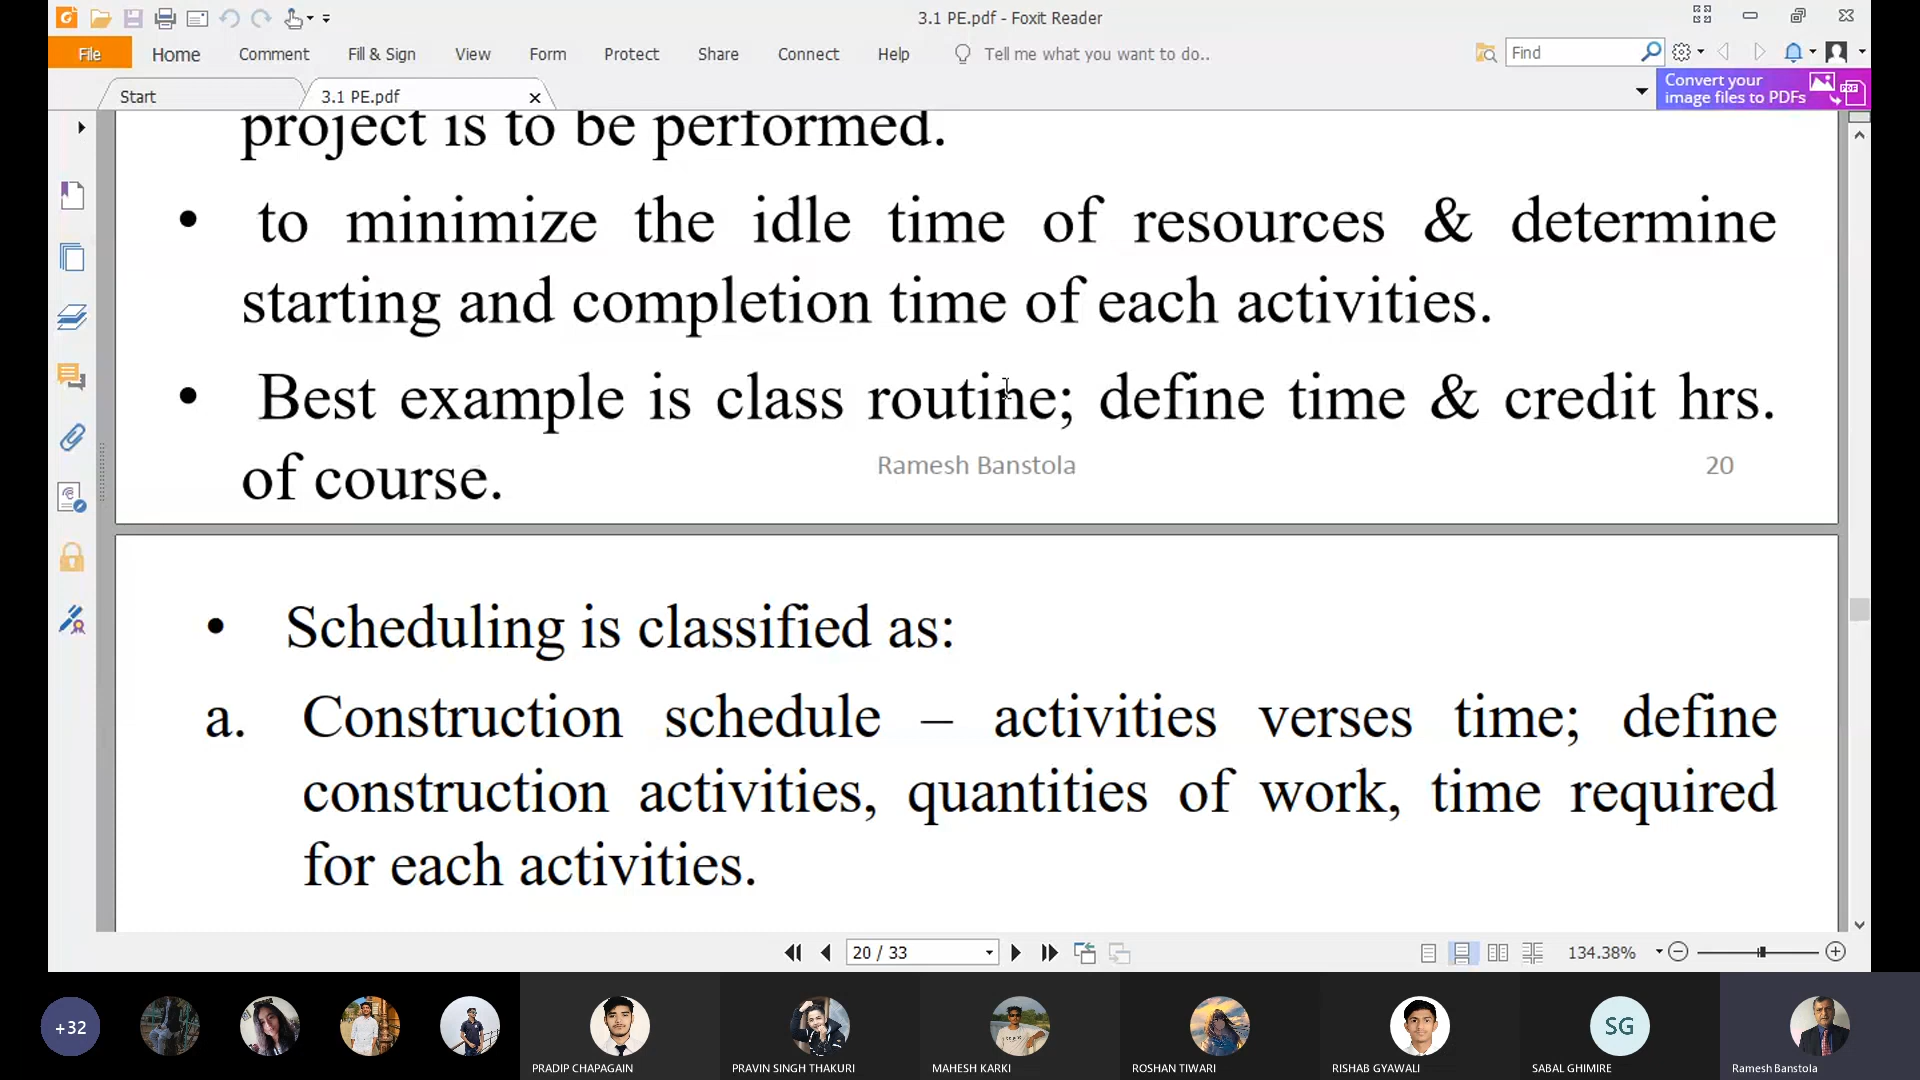 3.1 PE.pdf - Foxit Reader
File Home Comment Fill & Sign View Form Protect Share Connect Help Tell me what you want to do.. Find
Start 3.1 PE.pdf
Convert your
image files to PDFs
PDF
project is to be performed.
• to minimize the idle time of resources & determine
starting and completion time of each activities.
• Best example is class routine; define time & credit hrs.
of course.
Ramesh Banstola 20
• Scheduling is classified as:
a. Construction schedule – activities verses time; define
construction activities, quantities of work, time required
for each activities.
20 / 33 134.38%
+32
SG
PRADIP CHAPAGAIN PRAVIN SINGH THAKURI MAHESH KARKI ROSHAN TIWARI RISHAB GYAWALI SABAL GHIMIRE Ramesh Banstola